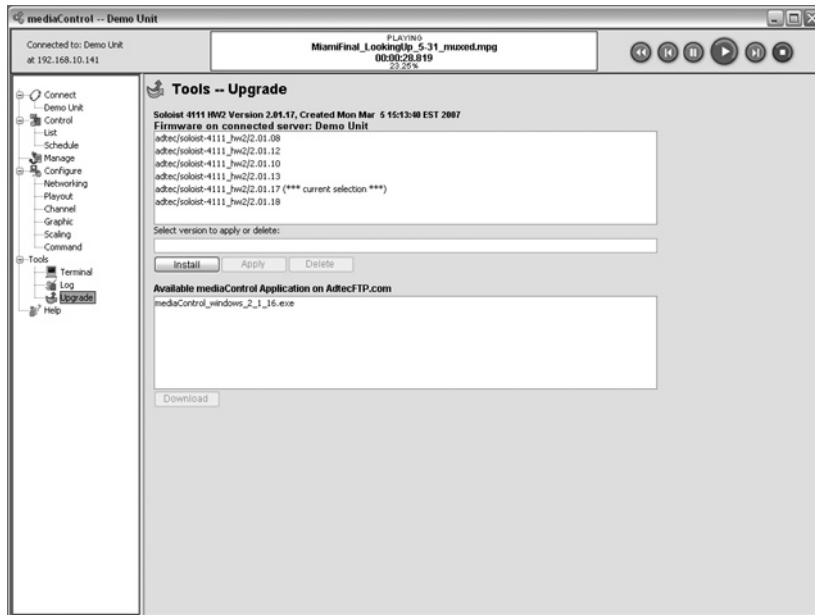 mediaControl -- Demo Unit
Connected to: Demo Unit
at 192.168.10.141
PLAYING
MiamiFinal_LookingUp_5-31_muxed.mpg
00:00:28.819
23.25%
Connect
Demo Unit
Control
List
Schedule
Manage
Configure
Networking
Playout
Channel
Graphic
Scaling
Command
Tools
Terminal
Log
Upgrade
Help
Tools -- Upgrade
Soloist 4111 HW2 Version 2.01.17, Created Mon Mar 5 15:13:40 EST 2007
Firmware on connected server: Demo Unit
adtec/soloist-4111_hw2/2.01.08
adtec/soloist-4111_hw2/2.01.12
adtec/soloist-4111_hw2/2.01.10
adtec/soloist-4111_hw2/2.01.13
adtec/soloist-4111_hw2/2.01.17 (*** current selection ***)
adtec/soloist-4111_hw2/2.01.18
Select version to apply or delete:
Install Apply Delete
Available mediaControl Application on AdtecFTP.com
mediaControl_windows_2_1_16.exe
Download